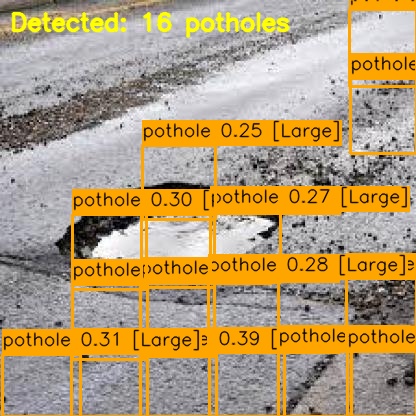 Detected: 16 potholes
pothole
pothole 0.25 [Large]
pothole 0.30 [
pothole 0.27 [Large]
pothole
pothole
pothole 0.28 [Large]
pothole 0.31 [Large]
0.39 [
pothole
pothole